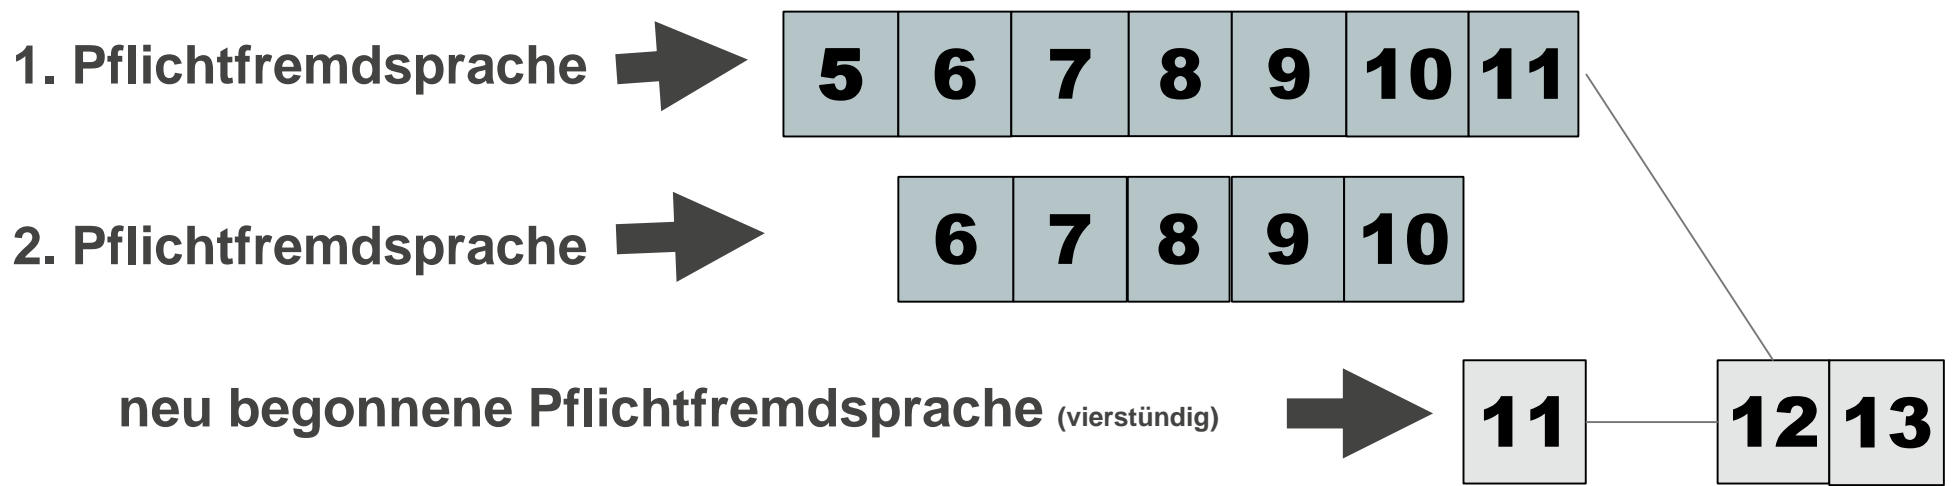 1. Pflichtfremdsprache 5 6 7 8 9 10 11
2. Pflichtfremdsprache 6 7 8 9 10
neu begonnene Pflichtfremdsprache (vierstündig) 11 12 13